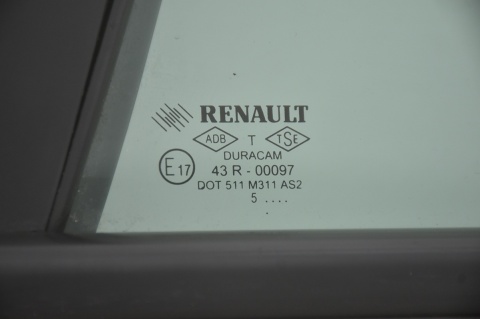 RENAULT
ADB T TSE
DURACAM
E17 43 R - 00097
DOT 511 M311 AS2
5 ....
.